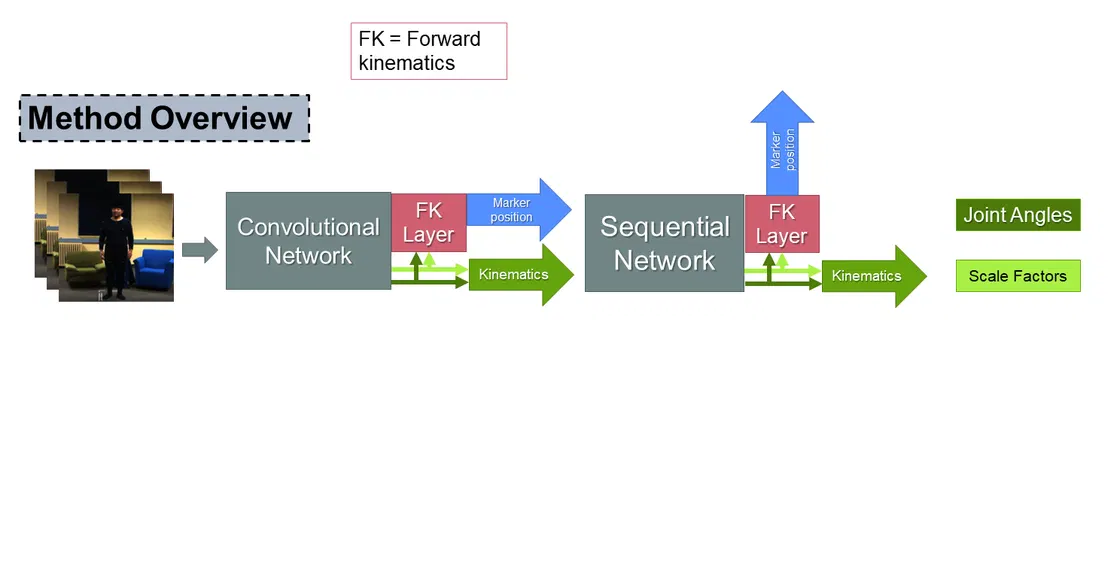 FK = Forward
kinematics
Method Overview
Convolutional
Network
FK
Layer
Marker
position
Kinematics
Sequential
Network
FK
Layer
Marker
position
Kinematics
Joint Angles
Scale Factors